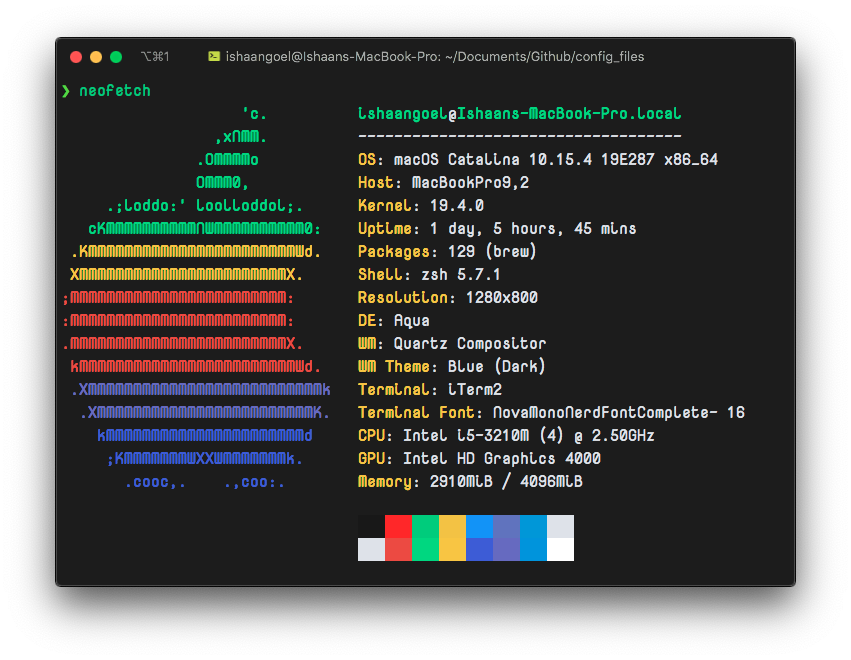 ⌥⌘1 ishaangoel@Ishaans-MacBook-Pro: ~/Documents/Github/config_files
❯ neofetch
'c.
,xNMM.
.OMMMMo
OMMM0,
.;loddo:' loolloddol;.
cKMMMMMMMMMMNWMMMMMMMMMM0:
.KMMMMMMMMMMMMMMMMMMMMMMMWd.
XMMMMMMMMMMMMMMMMMMMMMMMX.
;MMMMMMMMMMMMMMMMMMMMMMMM:
:MMMMMMMMMMMMMMMMMMMMMMMM:
.MMMMMMMMMMMMMMMMMMMMMMMMX.
kMMMMMMMMMMMMMMMMMMMMMMMMWd.
.XMMMMMMMMMMMMMMMMMMMMMMMMMMk
.XMMMMMMMMMMMMMMMMMMMMMMMMK.
kMMMMMMMMMMMMMMMMMMMMMMd
;KMMMMMMMWXXWMMMMMMMk.
.cooc,. .,coo:.
ishaangoel@Ishaans-MacBook-Pro.local
------------------------------------
OS: macOS Catalina 10.15.4 19E287 x86_64
Host: MacBookPro9,2
Kernel: 19.4.0
Uptime: 1 day, 5 hours, 45 mins
Packages: 129 (brew)
Shell: zsh 5.7.1
Resolution: 1280x800
DE: Aqua
WM: Quartz Compositor
WM Theme: Blue (Dark)
Terminal: iTerm2
Terminal Font: NovaMonoNerdFontComplete- 16
CPU: Intel i5-3210M (4) @ 2.50GHz
GPU: Intel HD Graphics 4000
Memory: 2910MiB / 4096MiB